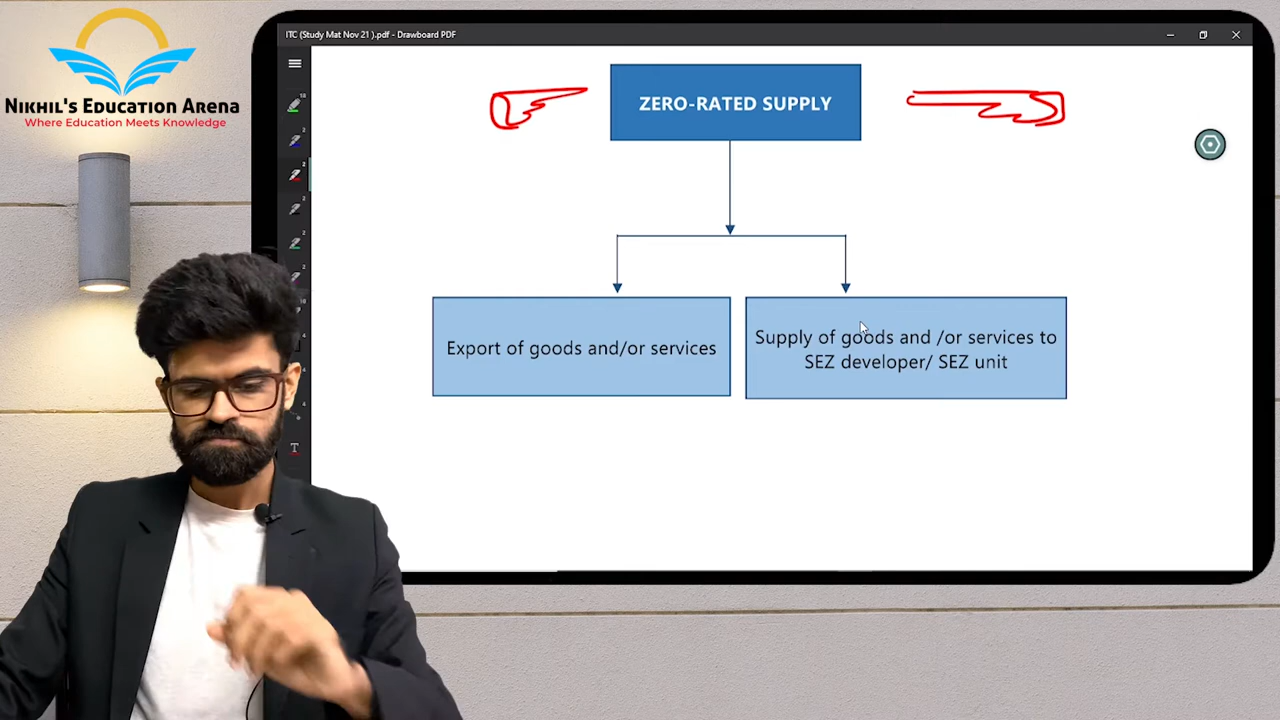 NIKHIL'S EDUCATION ARENA
Where Education Meets Knowledge
ITC (Study Mat Nov 21 ).pdf - Drawboard PDF
ZERO-RATED SUPPLY
Export of goods and/or services
Supply of goods and /or services to
SEZ developer/ SEZ unit
T